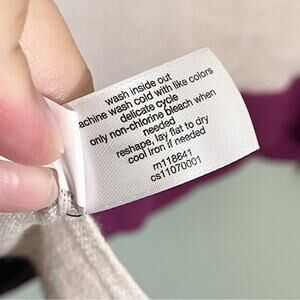 wash inside out
achine wash cold with like colors
delicate cycle
only non-chlorine bleach when
needed
reshape, lay flat to dry
cool iron if needed
m118641
cs11070001